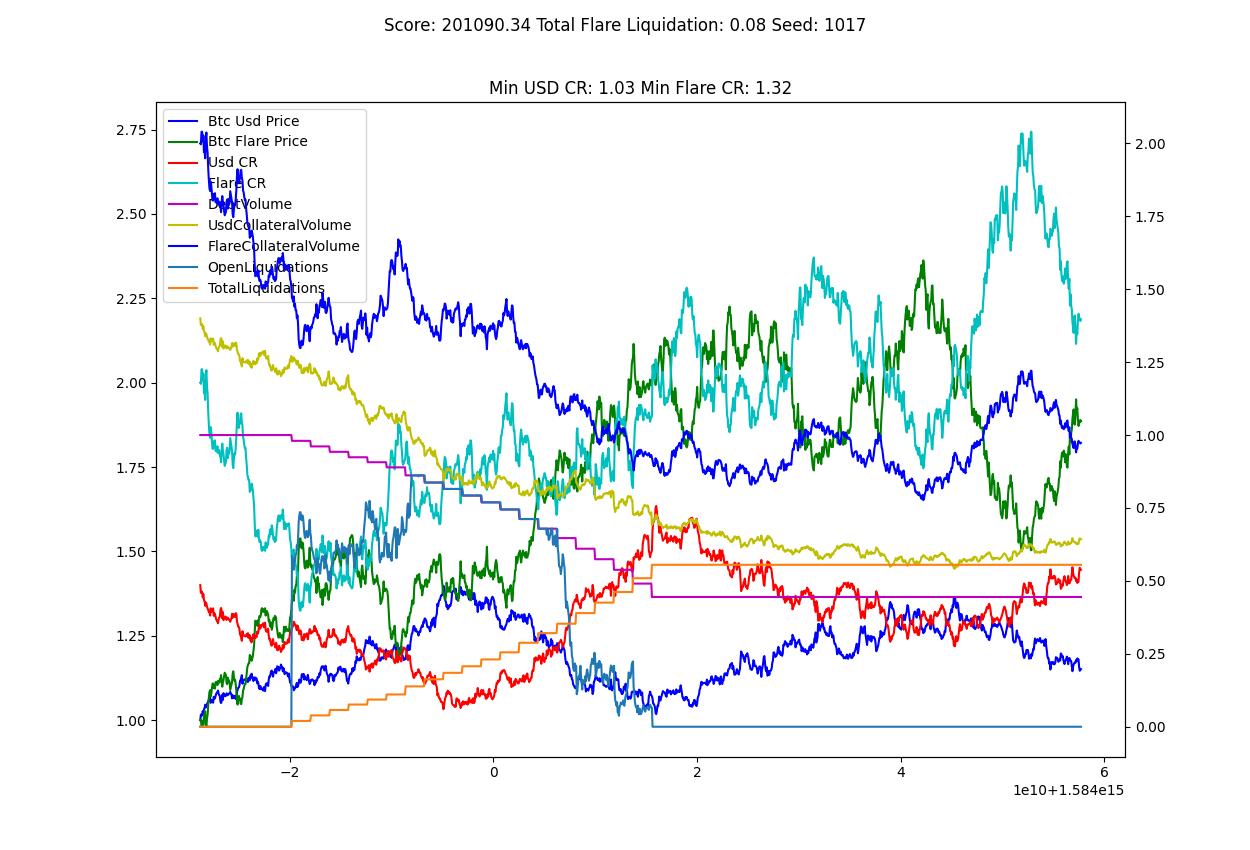 Score: 201090.34 Total Flare Liquidation: 0.08 Seed: 1017
Min USD CR: 1.03 Min Flare CR: 1.32
Btc Usd Price
Btc Flare Price
Usd CR
Flare CR
DebtVolume
UsdCollateralVolume
FlareCollateralVolume
OpenLiquidations
TotalLiquidations
2.75
2.50
2.25
2.00
1.75
1.50
1.25
1.00
2.00
1.75
1.50
1.25
1.00
0.75
0.50
0.25
0.00
−2 0 2 4 6
1e10+1.584e15